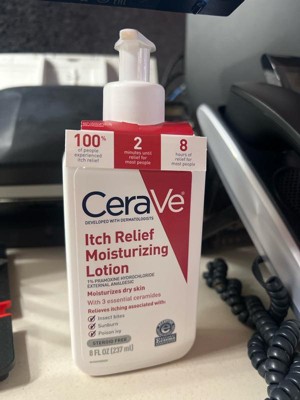 100%
of people
experienced
itch relief
2
minutes until
relief for
most people
8
hours of
relief for
most people
CeraVe
DEVELOPED WITH DERMATOLOGISTS
Itch Relief
Moisturizing
Lotion
1% PRAMOXINE HYDROCHLORIDE
EXTERNAL ANALGESIC
Moisturizes dry skin
With 3 essential ceramides
Relieves itching associated with:
Insect bites
Sunburn
Poison ivy
STEROID-FREE
8 FL OZ (237 ml)